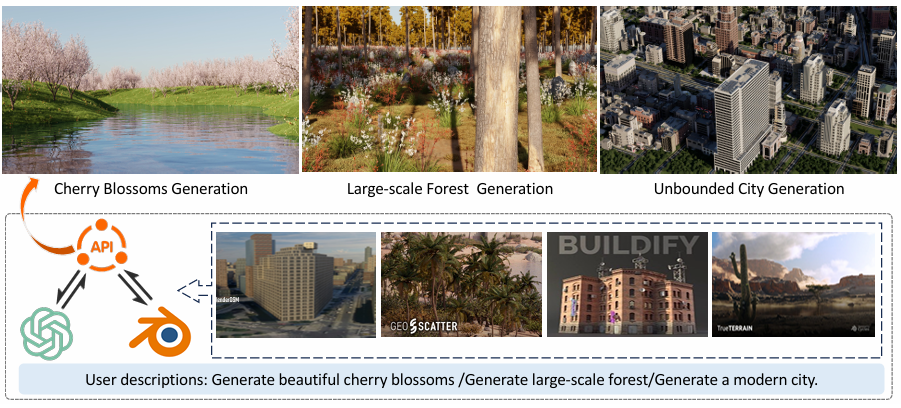 Cherry Blossoms Generation
Large-scale Forest Generation
Unbounded City Generation
API
BUILDIFY
GEO SCATTER
TrueTERRAIN
User descriptions: Generate beautiful cherry blossoms /Generate large-scale forest/Generate a modern city.